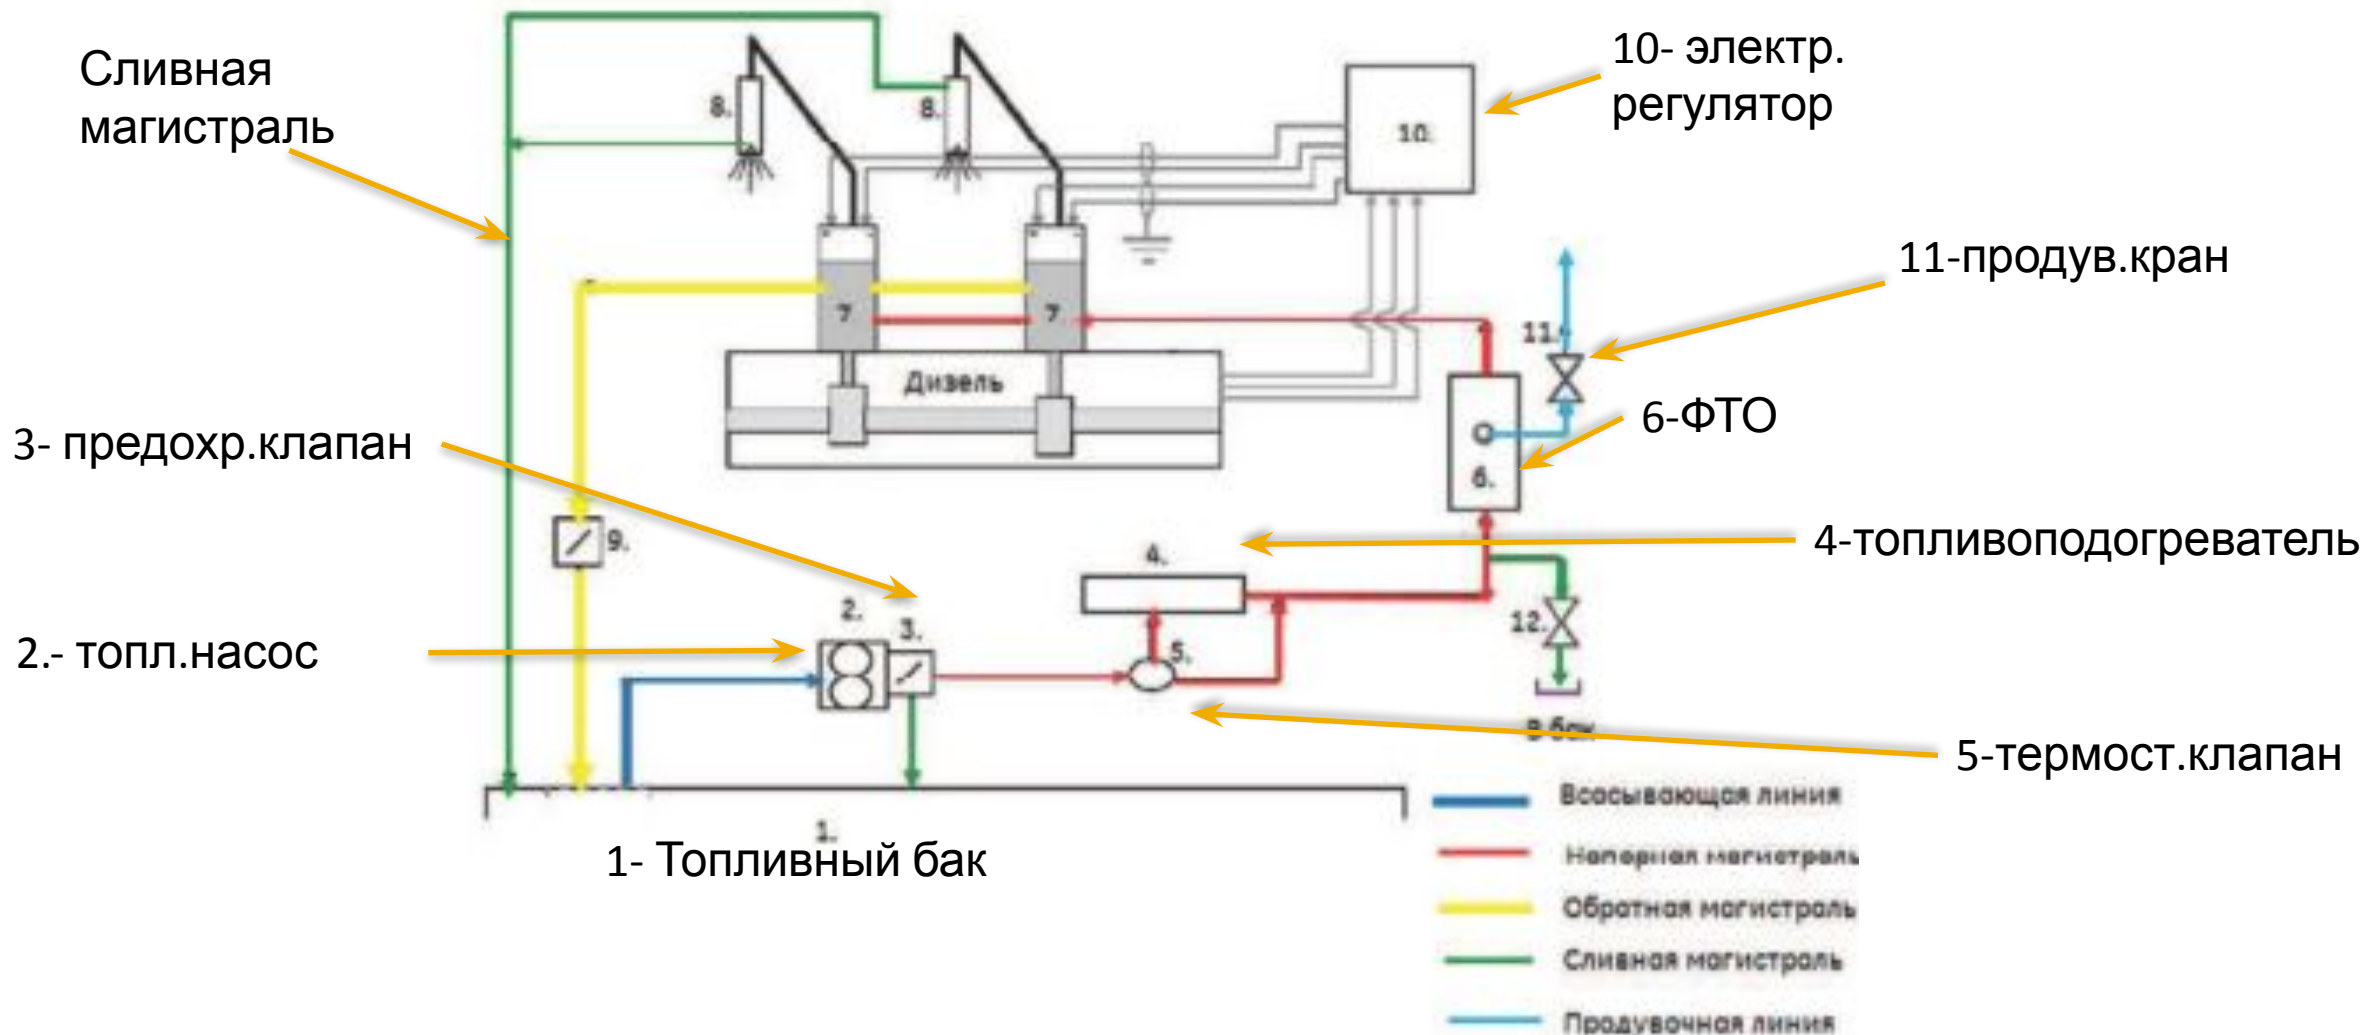 Сливная
магистраль
10- электр.
регулятор
8.
8.
10.
11-продув.кран
7
7
11.
Дизель
6-ФТО
3- предохр.клапан
6.
9.
4.
4-топливоподогреватель
2.
3.
12.
2.- топл.насос
5.
В бак
5-термост.клапан
1.
1- Топливный бак
Всасывающая линия
Напорная магистраль
Обратная магистраль
Сливная магистраль
Продувочная линия